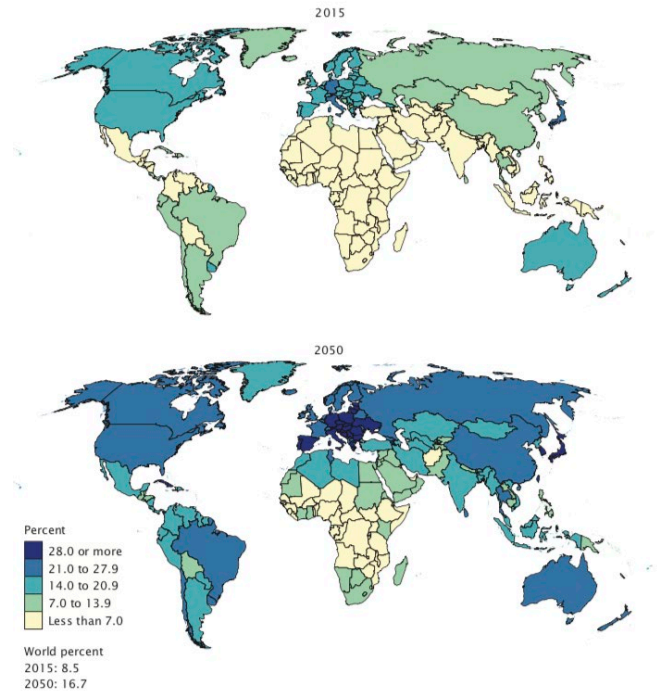 2015
2050
Percent
28.0 or more
21.0 to 27.9
14.0 to 20.9
7.0 to 13.9
Less than 7.0
World percent
2015: 8.5
2050: 16.7